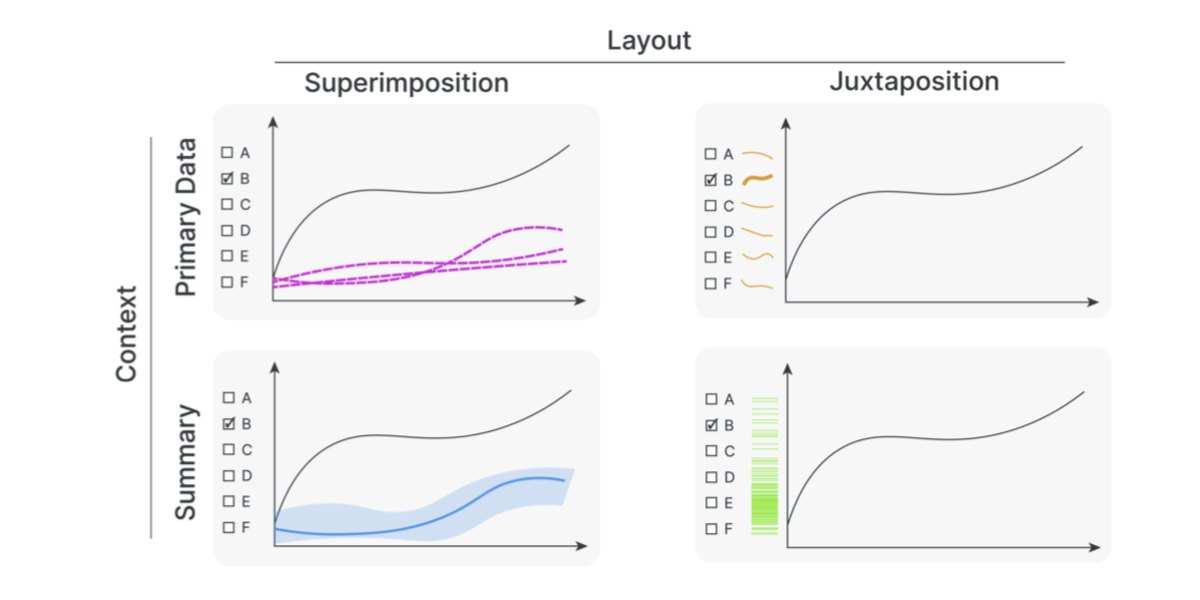 Layout
Superimposition
Juxtaposition
Context
Primary Data
A
B
C
D
E
F
A
B
C
D
E
F
Summary
A
B
C
D
E
F
A
B
C
D
E
F